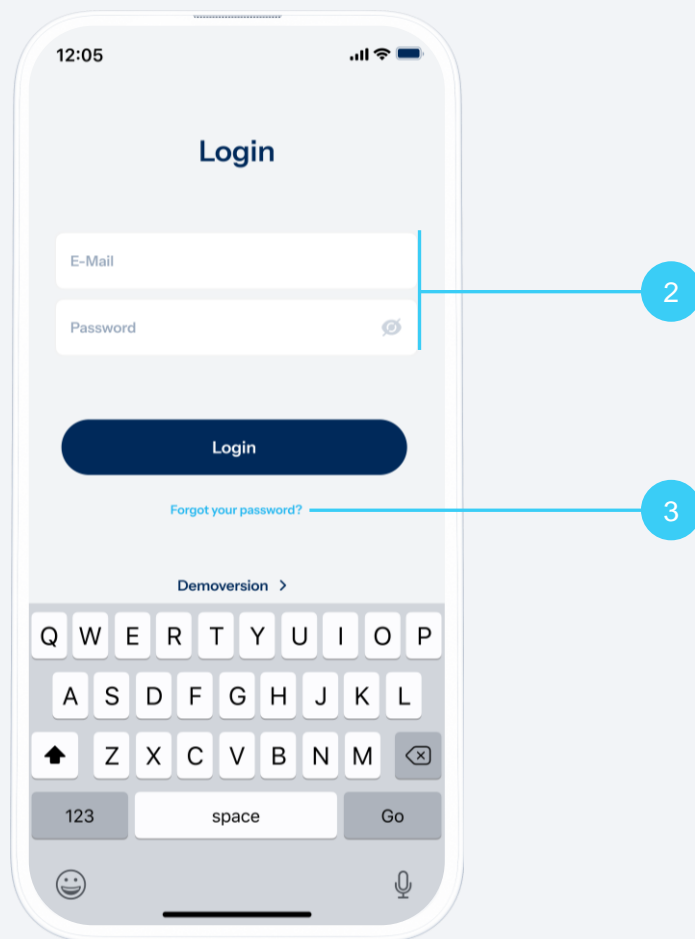 12:05
Login
E-Mail
2
Password
Login
Forgot your password?
3
Demoversion
Q W E R T Y U I O P
A S D F G H J K L
Z X C V B N M
123 space Go